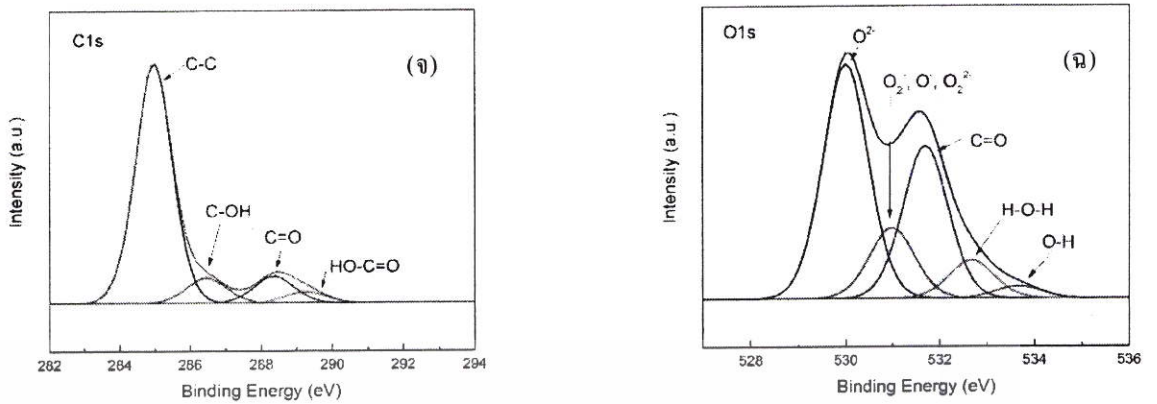 C1s
(จ)
C-C
C-OH
C=O
HO-C=O
Intensity (a.u.)
282 284 286 288 290 292 294
Binding Energy (eV)
O1s
O²⁻
(ฉ)
O₂⁻, O⁻, O₂²⁻
C=O
H-O-H
O-H
Intensity (a.u.)
528 530 532 534 536
Binding Energy (eV)